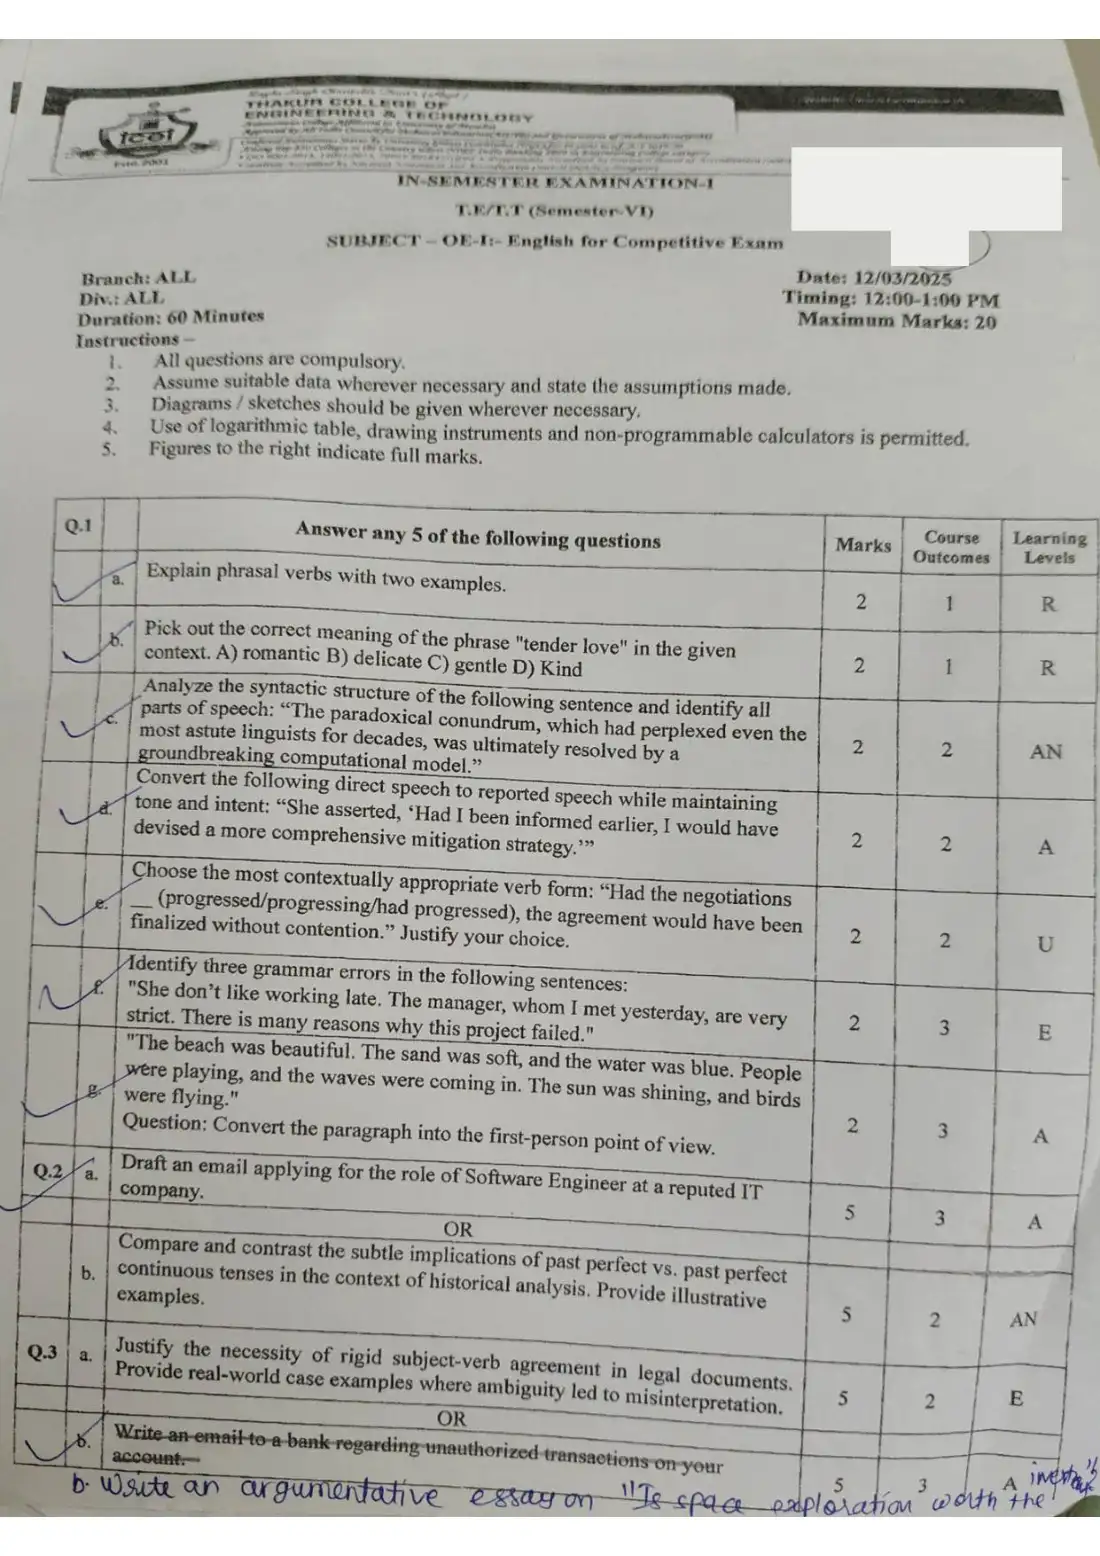 THAKUR COLLEGE OF
ENGINEERING & TECHNOLOGY
tcet
Estd. 2001
IN-SEMESTER EXAMINATION-I
T.E/T.T (Semester-VI)
SUBJECT – OE-I:- English for Competitive Exam
Branch: ALL
Date: 12/03/2025
Div.: ALL
Timing: 12:00-1:00 PM
Duration: 60 Minutes
Maximum Marks: 20
Instructions –
1. All questions are compulsory.
2. Assume suitable data wherever necessary and state the assumptions made.
3. Diagrams / sketches should be given wherever necessary.
4. Use of logarithmic table, drawing instruments and non-programmable calculators is permitted.
5. Figures to the right indicate full marks.
Q.1 Answer any 5 of the following questions Marks Course Outcomes Learning Levels
a. Explain phrasal verbs with two examples. 2 1 R
b. Pick out the correct meaning of the phrase "tender love" in the given
context. A) romantic B) delicate C) gentle D) Kind 2 1 R
c. Analyze the syntactic structure of the following sentence and identify all
parts of speech: “The paradoxical conundrum, which had perplexed even the
most astute linguists for decades, was ultimately resolved by a
groundbreaking computational model.” 2 2 AN
d. Convert the following direct speech to reported speech while maintaining
tone and intent: “She asserted, ‘Had I been informed earlier, I would have
devised a more comprehensive mitigation strategy.’” 2 2 A
e. Choose the most contextually appropriate verb form: “Had the negotiations
__ (progressed/progressing/had progressed), the agreement would have been
finalized without contention.” Justify your choice. 2 2 U
f. Identify three grammar errors in the following sentences:
"She don’t like working late. The manager, whom I met yesterday, are very
strict. There is many reasons why this project failed." 2 3 E
g. "The beach was beautiful. The sand was soft, and the water was blue. People
were playing, and the waves were coming in. The sun was shining, and birds
were flying."
Question: Convert the paragraph into the first-person point of view. 2 3 A
Q.2 a. Draft an email applying for the role of Software Engineer at a reputed IT
company. 5 3 A
OR
b. Compare and contrast the subtle implications of past perfect vs. past perfect
continuous tenses in the context of historical analysis. Provide illustrative
examples. 5 2 AN
Q.3 a. Justify the necessity of rigid subject-verb agreement in legal documents.
Provide real-world case examples where ambiguity led to misinterpretation. 5 2 E
OR
b. Write an email to a bank regarding unauthorized transactions on your
account. 5 3 A
b. Write an argumentative essay on "Is space exploration worth the